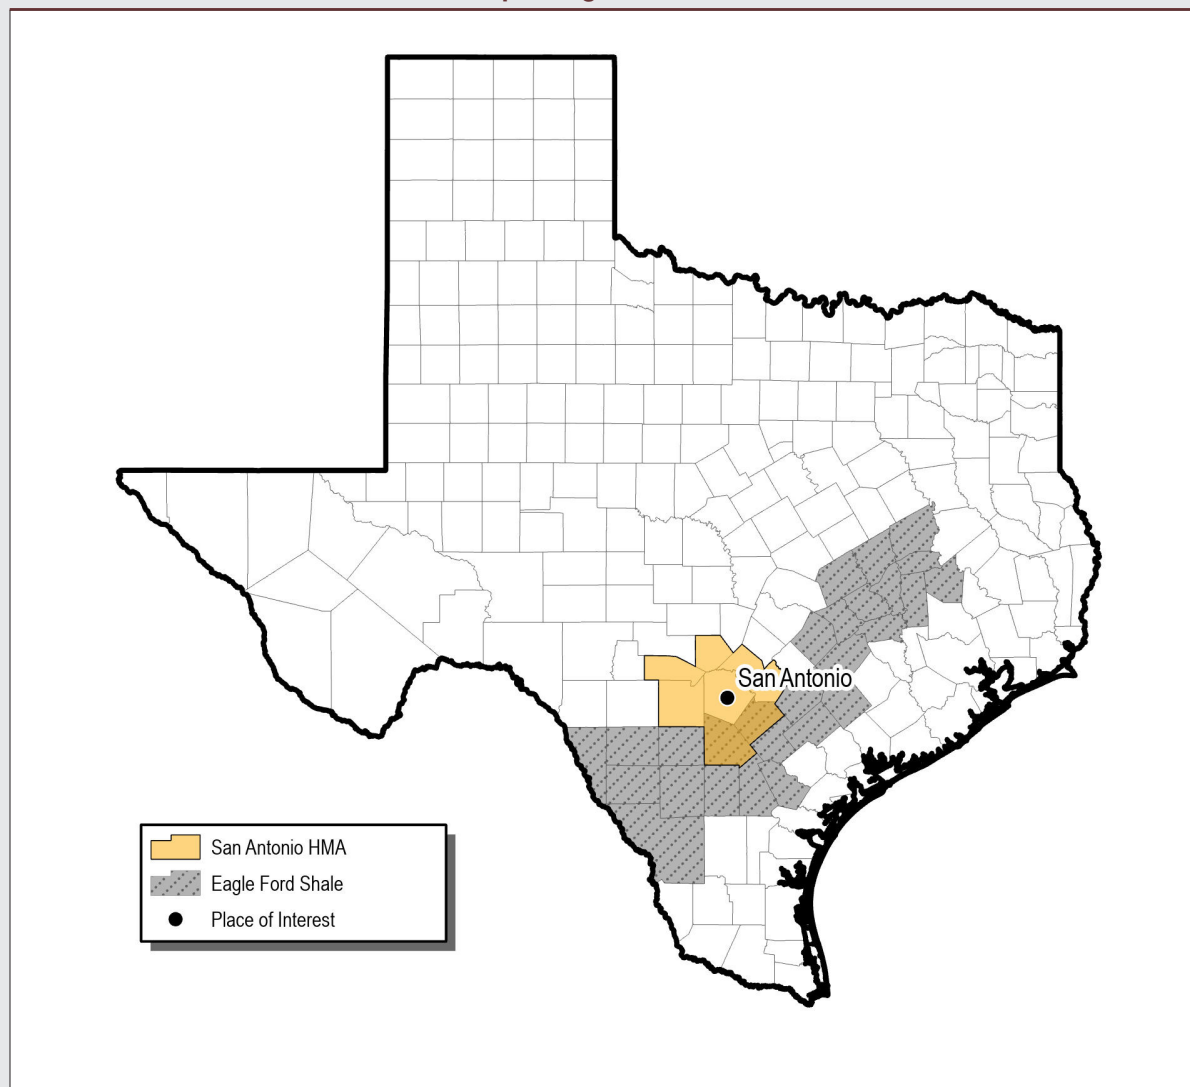 San Antonio
San Antonio HMA
Eagle Ford Shale
Place of Interest